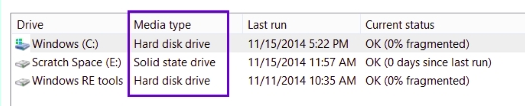 Drive Media type Last run Current status
Windows (C:) Hard disk drive 11/15/2014 5:22 PM OK (0% fragmented)
Scratch Space (E:) Solid state drive 11/15/2014 11:57 AM OK (0 days since last run)
Windows RE tools Hard disk drive 11/11/2014 10:35 AM OK (0% fragmented)